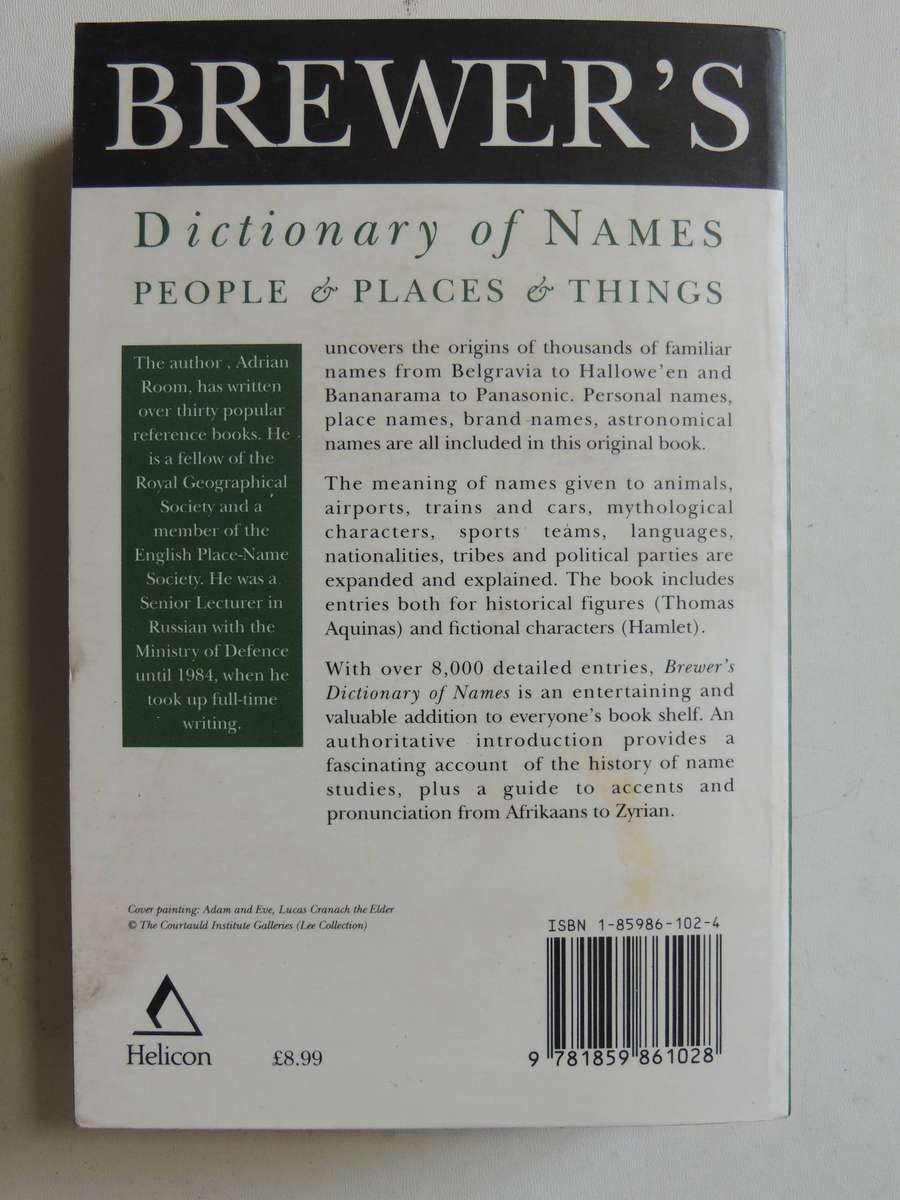 BREWER'S
Dictionary of NAMES
PEOPLE & PLACES & THINGS
The author , Adrian
Room, has written
over thirty popular
reference books. He
is a fellow of the
Royal Geographical
Society and a
member of the
English Place-Name
Society. He was a
Senior Lecturer in
Russian with the
Ministry of Defence
until 1984, when he
took up full-time
writing.
uncovers the origins of thousands of familiar
names from Belgravia to Hallowe'en and
Bananarama to Panasonic. Personal names,
place names, brand names, astronomical
names are all included in this original book.
The meaning of names given to animals,
airports, trains and cars, mythological
characters, sports teams, languages,
nationalities, tribes and political parties are
expanded and explained. The book includes
entries both for historical figures (Thomas
Aquinas) and fictional characters (Hamlet).
With over 8,000 detailed entries, Brewer's
Dictionary of Names is an entertaining and
valuable addition to everyone's book shelf. An
authoritative introduction provides a
fascinating account of the history of name
studies, plus a guide to accents and
pronunciation from Afrikaans to Zyrian.
Cover painting: Adam and Eve, Lucas Cranach the Elder
© The Courtauld Institute Galleries (Lee Collection)
ISBN 1-85986-102-4
9 781859 861028
Helicon
£8.99